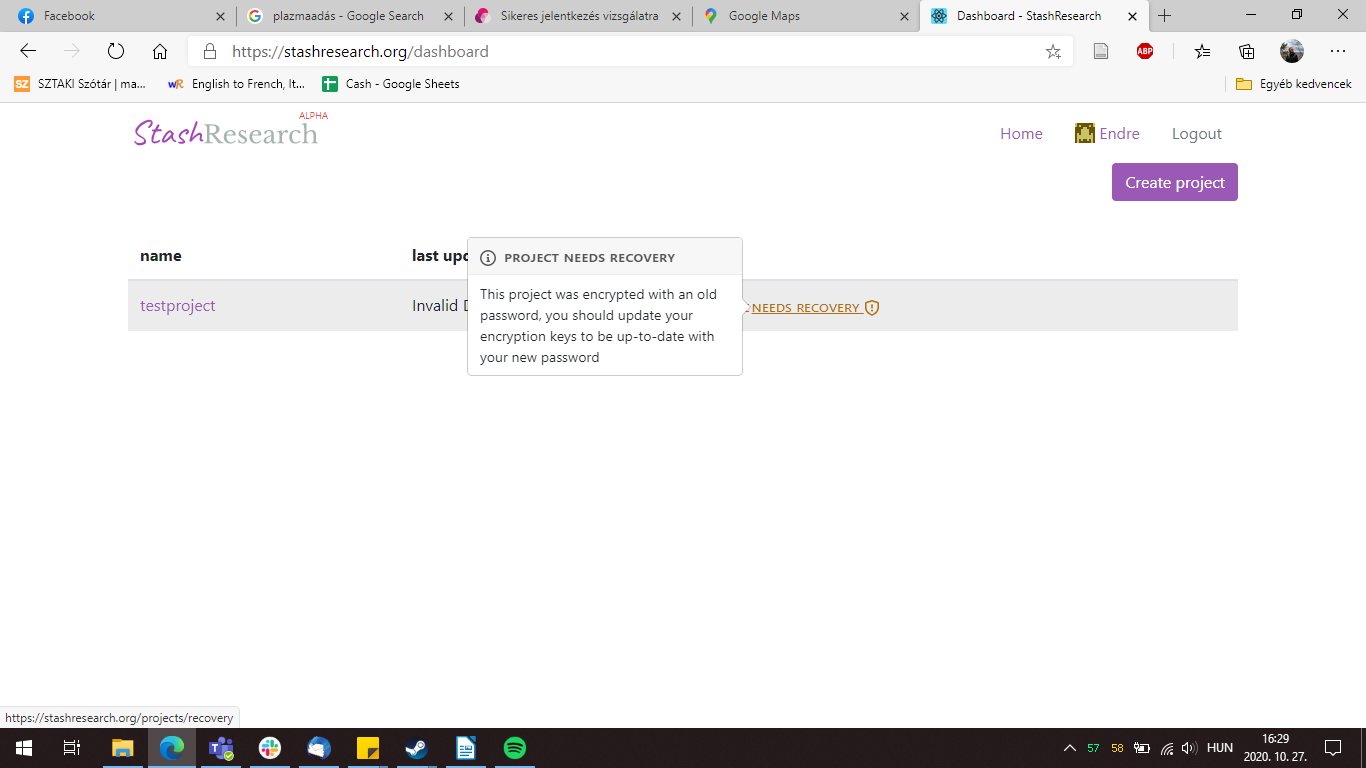 Facebook
plazmaadás - Google Search
Sikeres jelentkezés vizsgálatra
Google Maps
Dashboard - StashResearch
https://stashresearch.org/dashboard
ABP
SZ SZTAKI Szótár | ma...
WR English to French, It...
Cash - Google Sheets
Egyéb kedvencek
StashResearch
ALPHA
Home
Endre
Logout
Create project
name
last upd
testproject
Invalid D
NEEDS RECOVERY
PROJECT NEEDS RECOVERY
This project was encrypted with an old
password, you should update your
encryption keys to be up-to-date with
your new password
https://stashresearch.org/projects/recovery
57
58
HUN
16:29
2020. 10. 27.